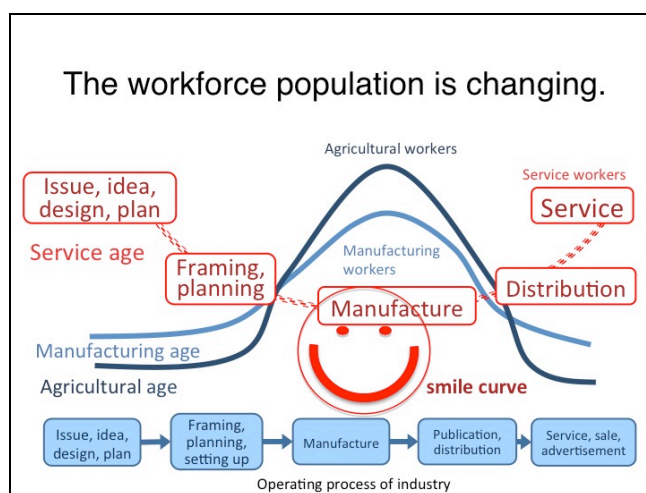 The workforce population is changing.
Agricultural workers
Service workers
Issue, idea,
design, plan
Service
Service age
Manufacturing
workers
Framing,
planning
Distribution
Manufacture
Manufacturing age
Agricultural age
smile curve
Issue, idea,
design, plan
Framing,
planning,
setting up
Manufacture
Publication,
distribution
Service, sale,
advertisement
Operating process of industry